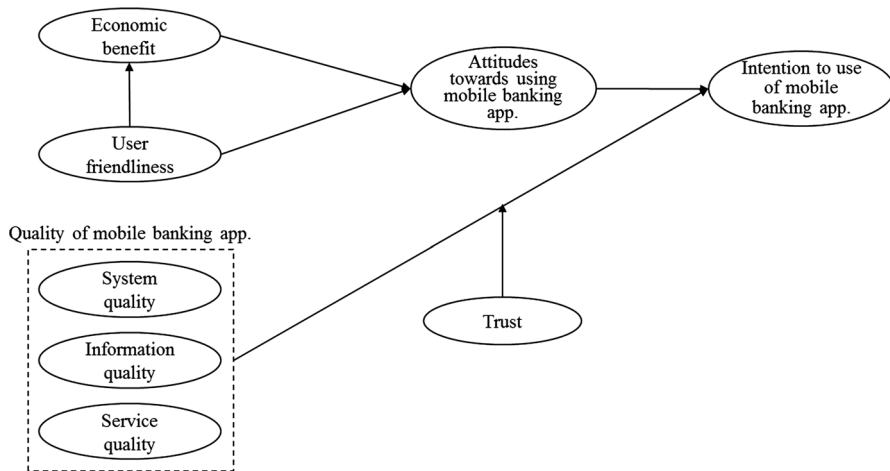 Economic
benefit
Attitudes
towards using
mobile banking
app.
Intention to use
of mobile
banking app.
User
friendliness
Quality of mobile banking app.
System
quality
Trust
Information
quality
Service
quality